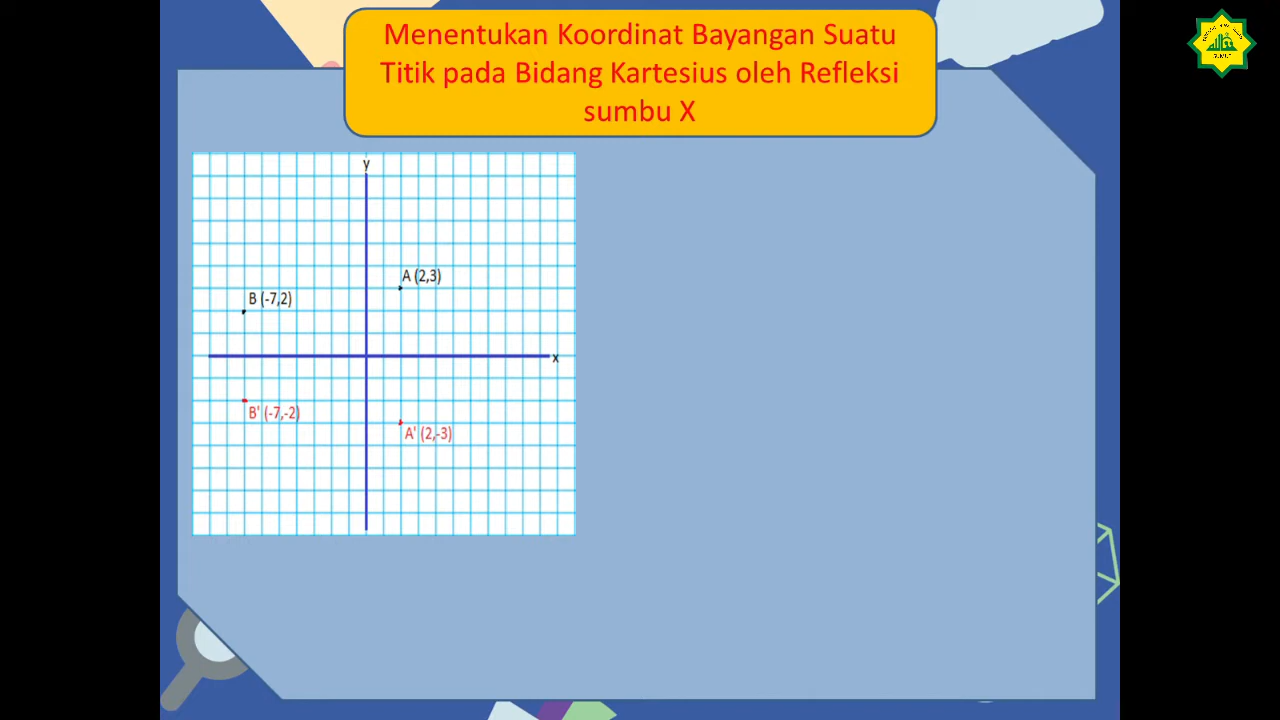 Menentukan Koordinat Bayangan Suatu
Titik pada Bidang Kartesius oleh Refleksi
sumbu X
y
A (2,3)
B (-7,2)
x
B' (-7,-2)
A' (2,-3)